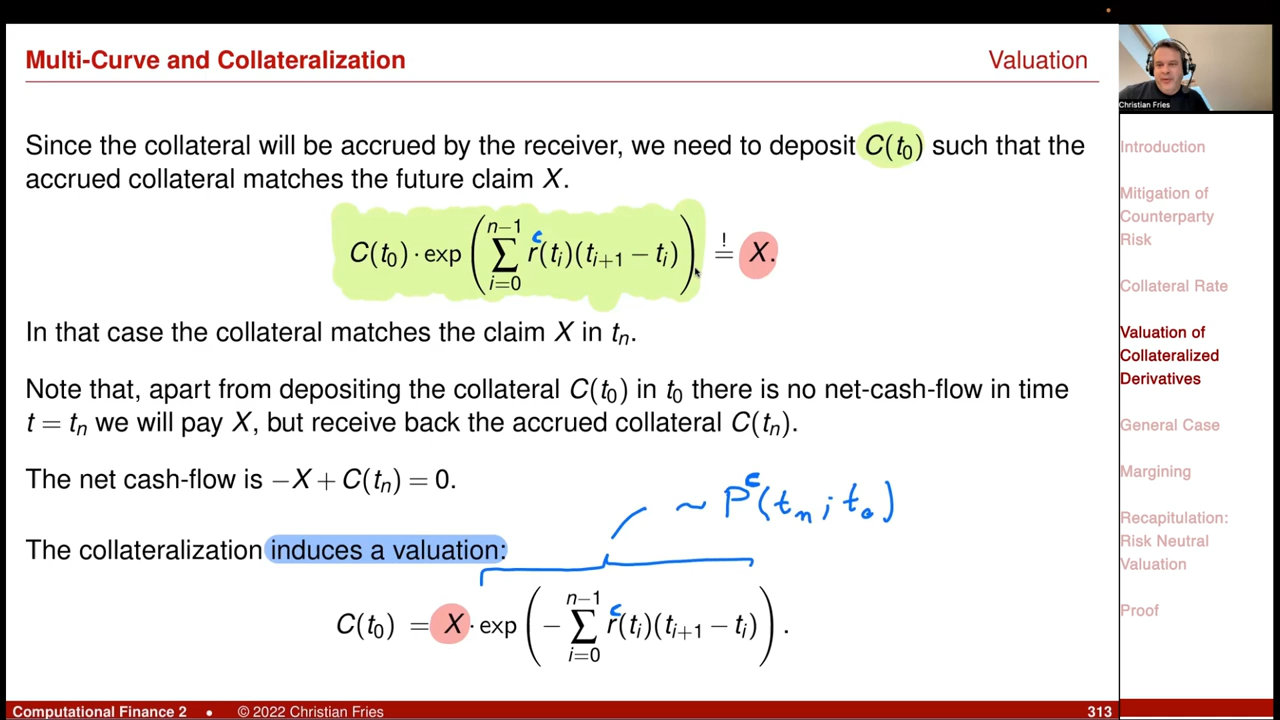 Multi-Curve and Collateralization
Valuation
Since the collateral will be accrued by the receiver, we need to deposit C(t₀) such that the
accrued collateral matches the future claim X.
C(t₀) · exp ( ∑_{i=0}^{n−1} r^c(t_i)(t_{i+1} − t_i) ) =^! X.
In that case the collateral matches the claim X in t_n.
Note that, apart from depositing the collateral C(t₀) in t₀ there is no net-cash-flow in time
t = t_n we will pay X, but receive back the accrued collateral C(t_n).
The net cash-flow is −X + C(t_n) = 0.
~ P^c(t_n; t₀)
The collateralization induces a valuation:
C(t₀) = X · exp ( − ∑_{i=0}^{n−1} r^c(t_i)(t_{i+1} − t_i) ).
Computational Finance 2 • © 2022 Christian Fries
313
Christian Fries
Introduction
Mitigation of
Counterparty
Risk
Collateral Rate
Valuation of
Collateralized
Derivatives
General Case
Margining
Recapitulation:
Risk Neutral
Valuation
Proof